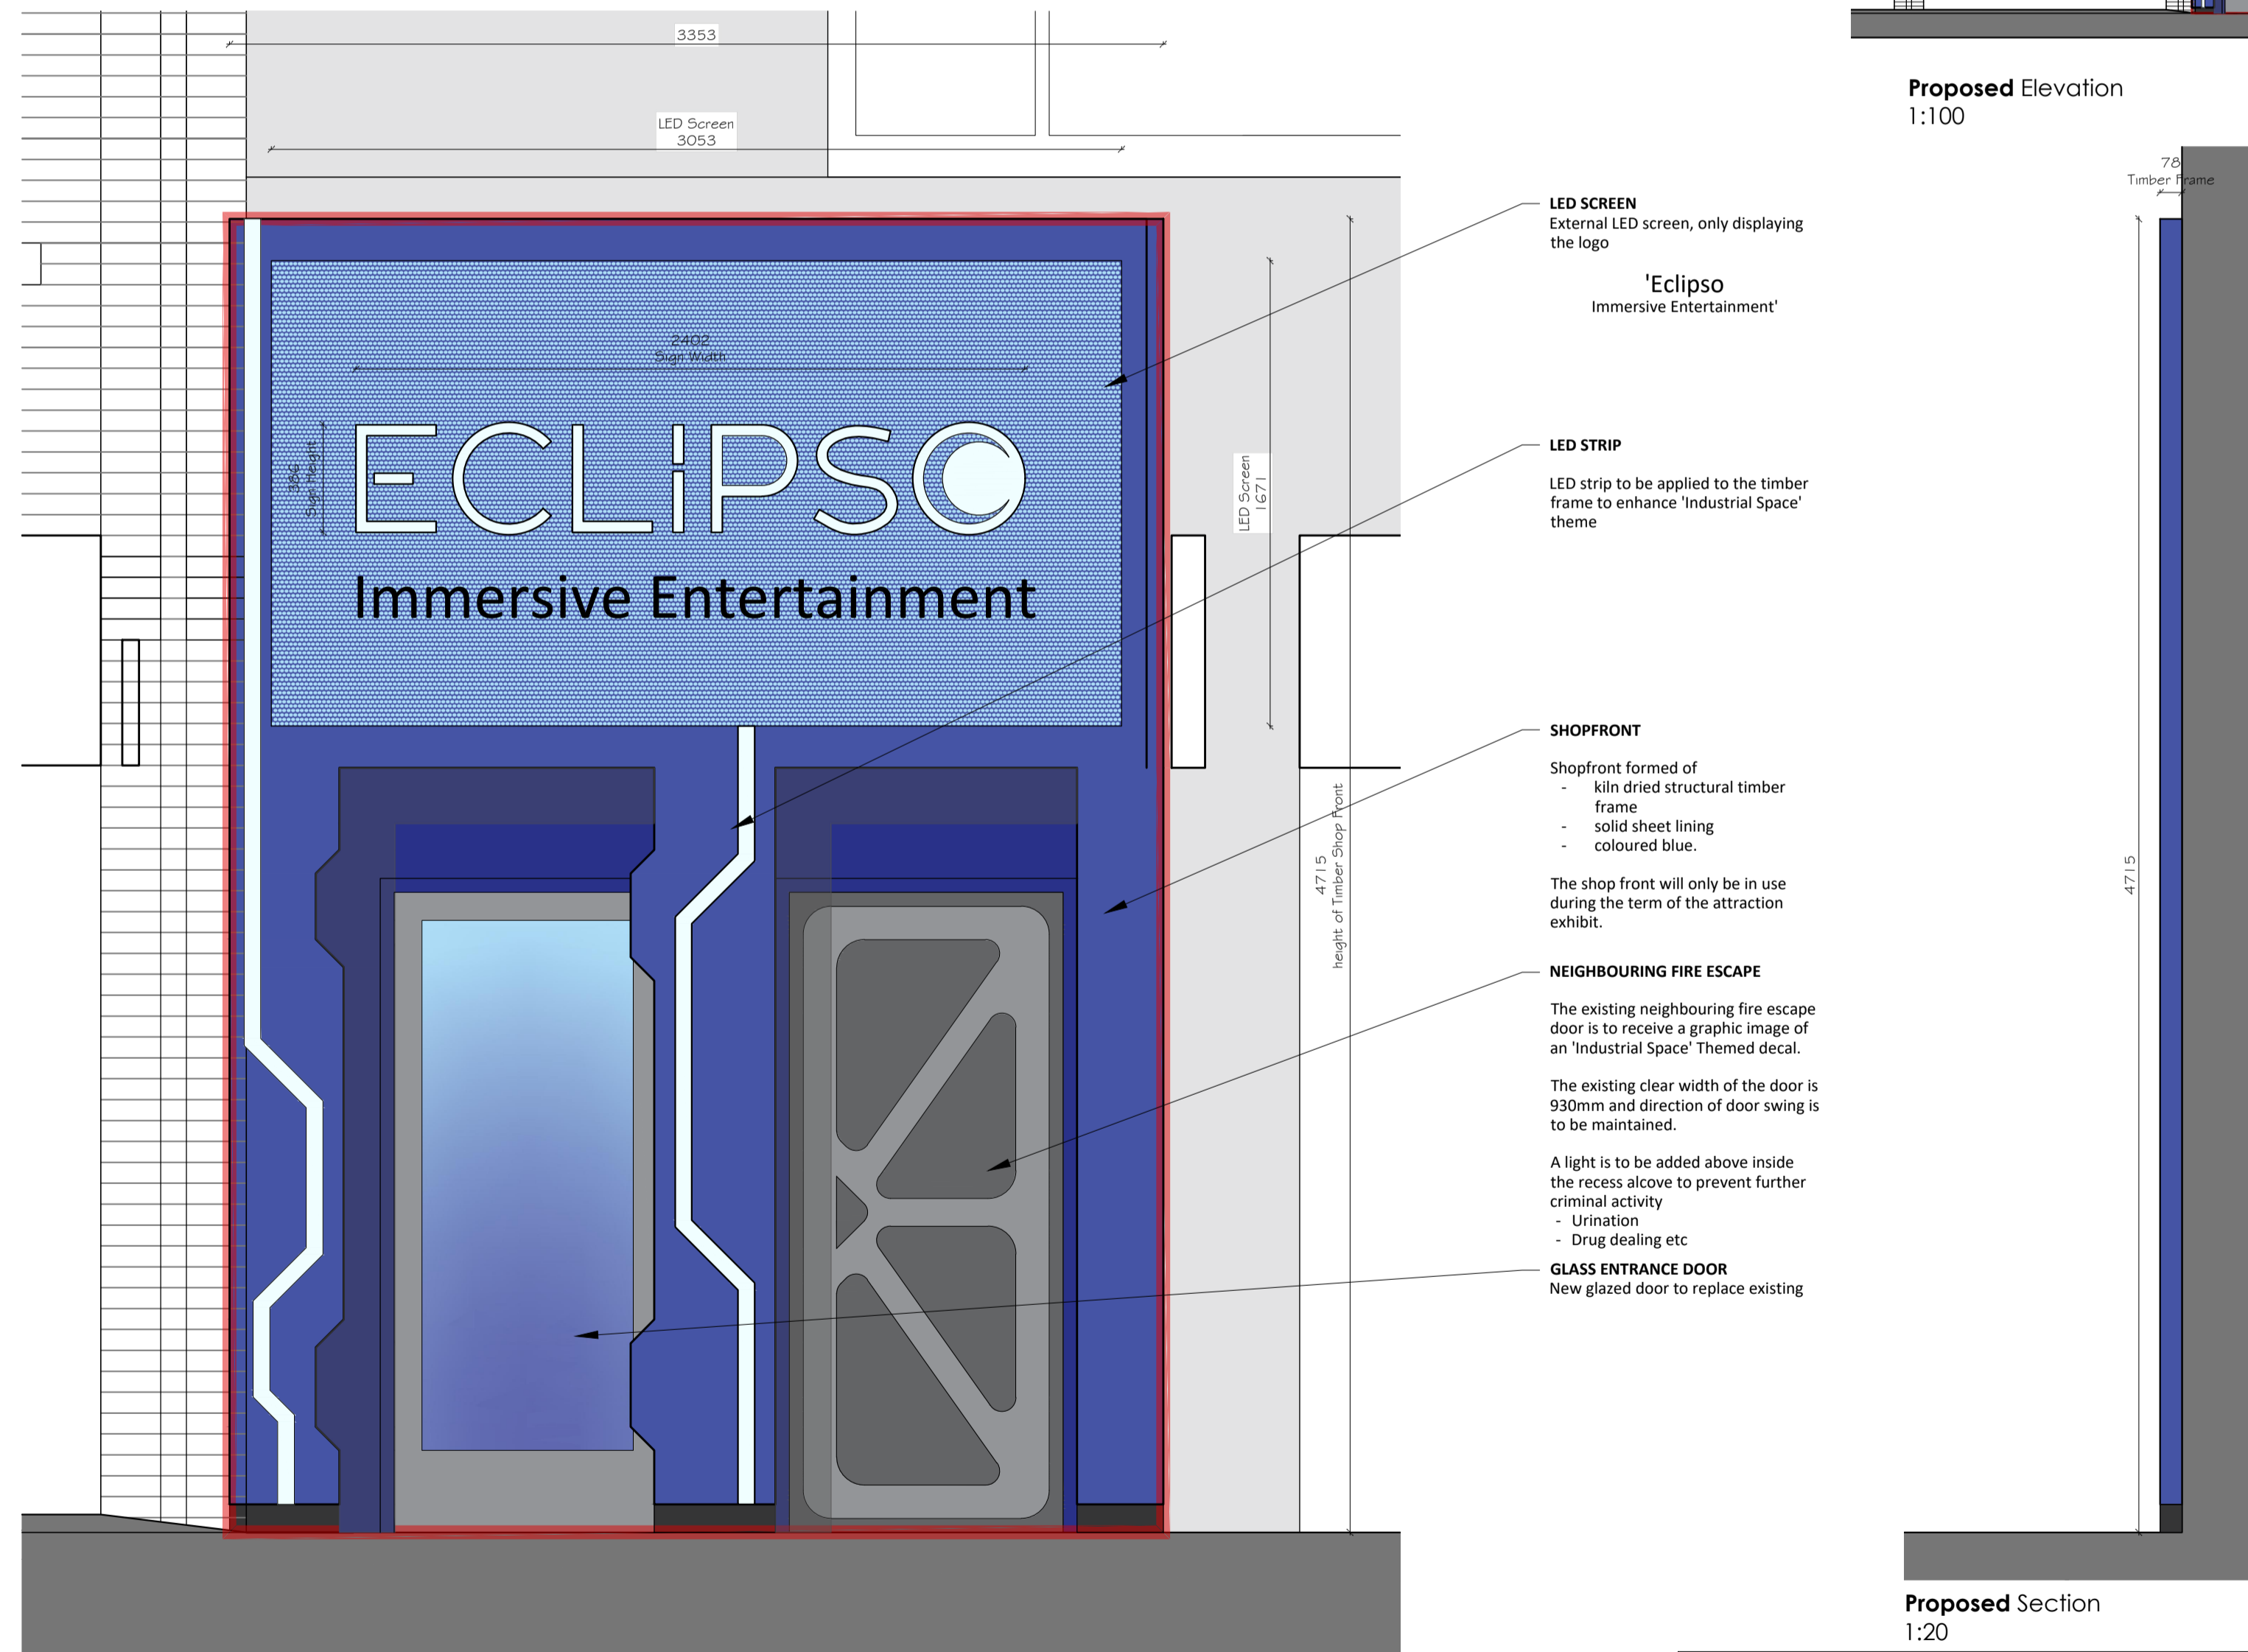 3353
LED Screen
3053
2402
Sign Width
386
Sign Height
ECLIPSO
Immersive Entertainment
LED Screen
1671
4715
height of Timber Shop Front
LED SCREEN
External LED screen, only displaying
the logo
'Eclipso
Immersive Entertainment'
LED STRIP
LED strip to be applied to the timber
frame to enhance 'Industrial Space'
theme
SHOPFRONT
Shopfront formed of
- kiln dried structural timber
frame
- solid sheet lining
- coloured blue.
The shop front will only be in use
during the term of the attraction
exhibit.
NEIGHBOURING FIRE ESCAPE
The existing neighbouring fire escape
door is to receive a graphic image of
an 'Industrial Space' Themed decal.
The existing clear width of the door is
930mm and direction of door swing is
to be maintained.
A light is to be added above inside
the recess alcove to prevent further
criminal activity
- Urination
- Drug dealing etc
GLASS ENTRANCE DOOR
New glazed door to replace existing
Proposed Elevation
1:100
78
Timber Frame
4715
Proposed Section
1:20